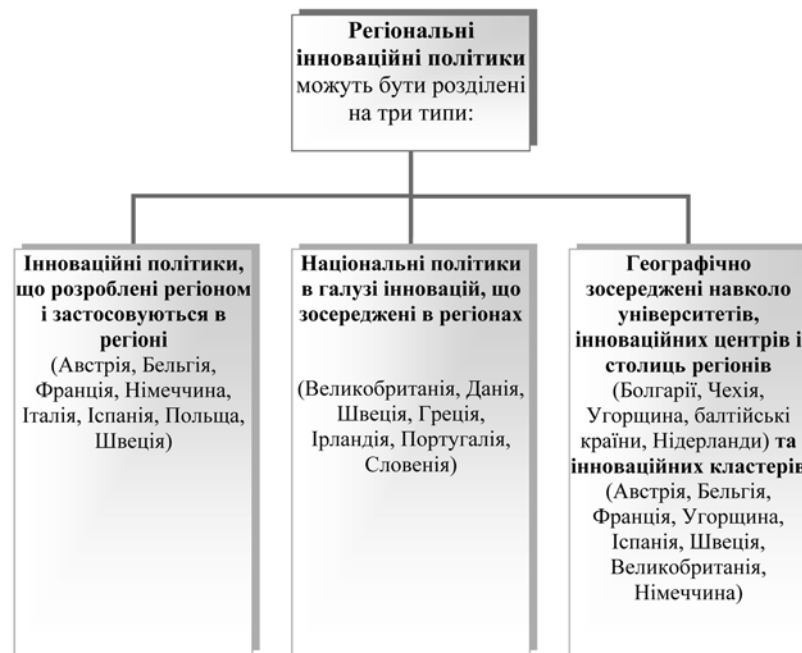 Регіональні
інноваційні політики
можуть бути розділені
на три типи:
Інноваційні політики,
що розроблені регіоном
і застосовуються в
регіоні
(Австрія, Бельгія,
Франція, Німеччина,
Італія, Іспанія, Польща,
Швеція)
Національні політики
в галузі інновацій, що
зосереджені в регіонах
(Великобританія, Данія,
Швеція, Греція,
Ірландія, Португалія,
Словенія)
Географічно
зосереджені навколо
університетів,
інноваційних центрів і
столиць регіонів
(Болгарії, Чехія,
Угорщина, балтійські
країни, Нідерланди) та
інноваційних кластерів
(Австрія, Бельгія,
Франція, Угорщина,
Іспанія, Швеція,
Великобританія,
Німеччина)